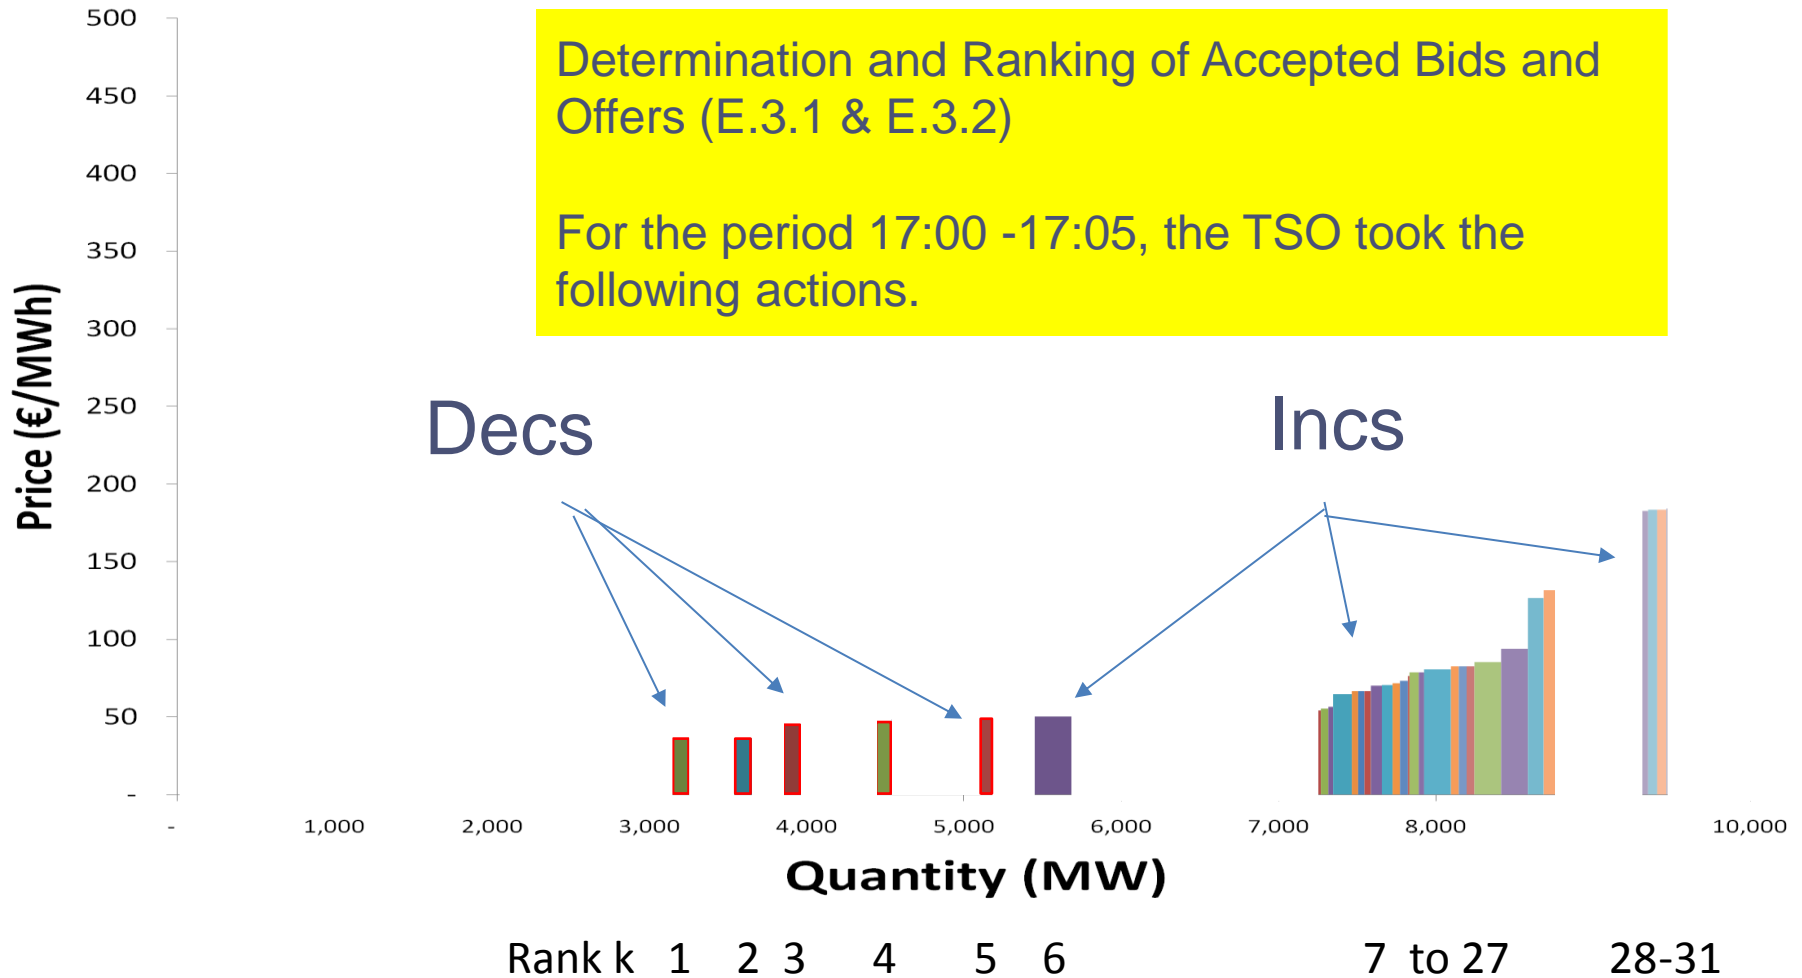 Determination and Ranking of Accepted Bids and
Offers (E.3.1 & E.3.2)
For the period 17:00 -17:05, the TSO took the
following actions.
500
450
400
350
300
250
200
150
100
50
-
Price (€/MWh)
Decs
Incs
- 1,000 2,000 3,000 4,000 5,000 6,000 7,000 8,000 10,000
Quantity (MW)
Rank k 1 2 3 4 5 6 7 to 27 28-31